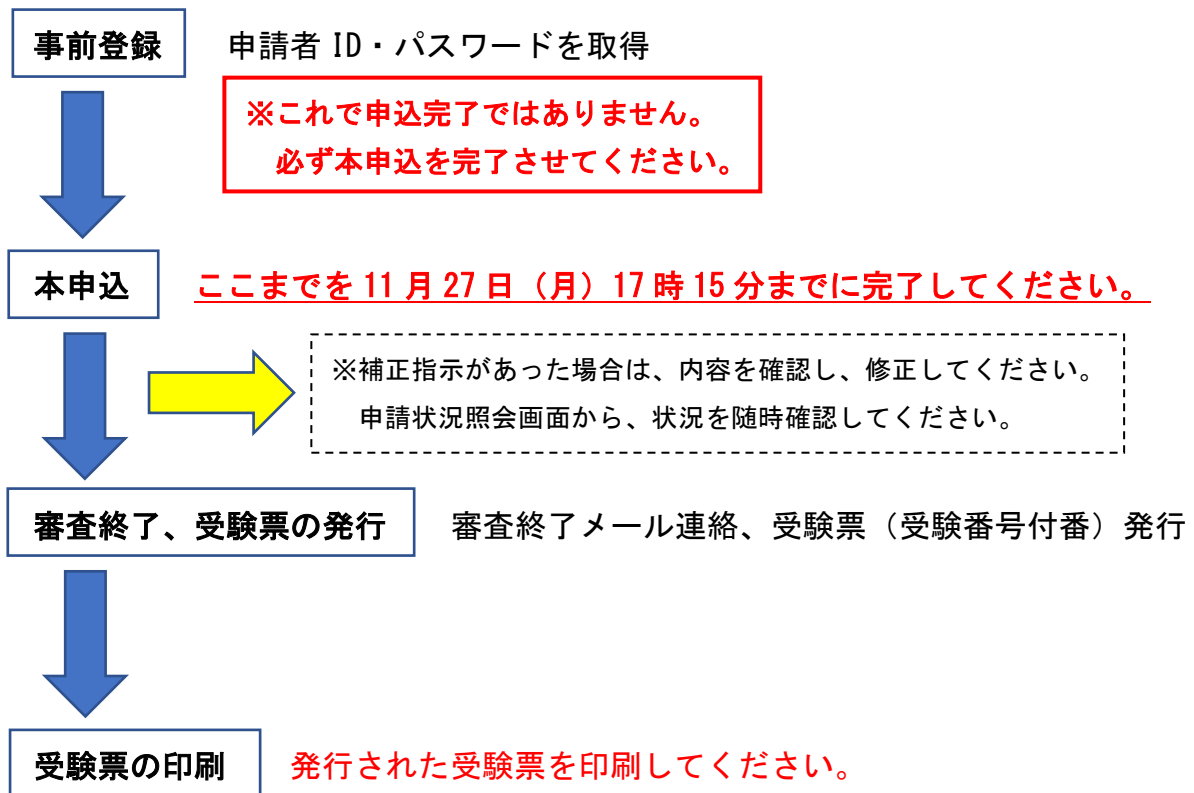 事前登録 申請者 ID・パスワードを取得
※これで申込完了ではありません。
必ず本申込を完了させてください。
本申込 ここまでを 11 月 27 日（月）17 時 15 分までに完了してください。
※補正指示があった場合は、内容を確認し、修正してください。
申請状況照会画面から、状況を随時確認してください。
審査終了、受験票の発行 審査終了メール連絡、受験票（受験番号付番）発行
受験票の印刷 発行された受験票を印刷してください。